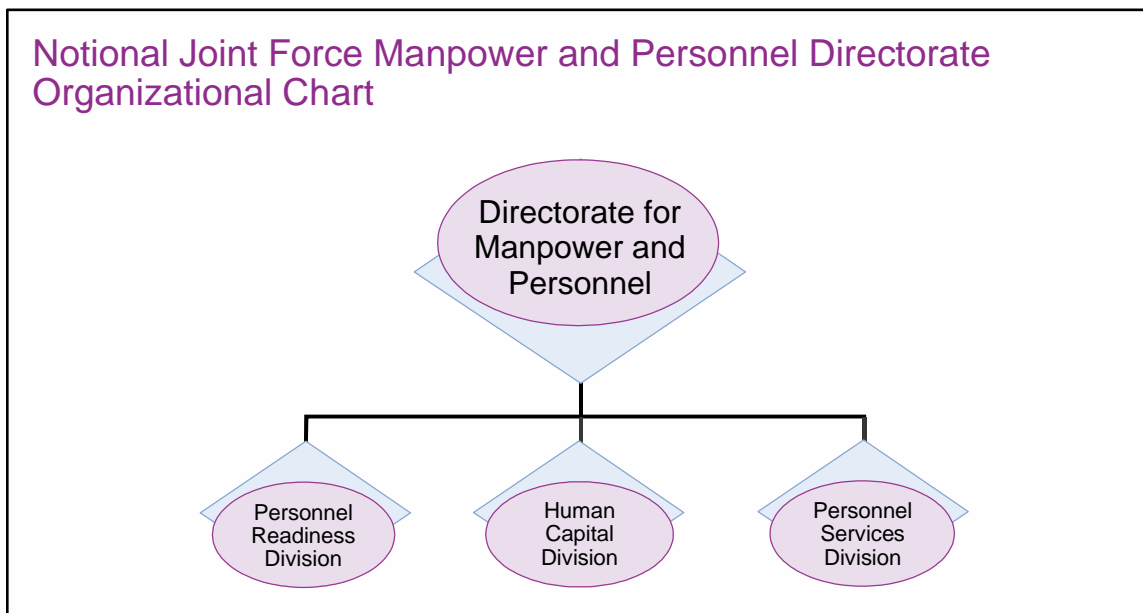 Notional Joint Force Manpower and Personnel Directorate
Organizational Chart
Directorate for
Manpower and
Personnel
Personnel
Readiness
Division
Human
Capital
Division
Personnel
Services
Division